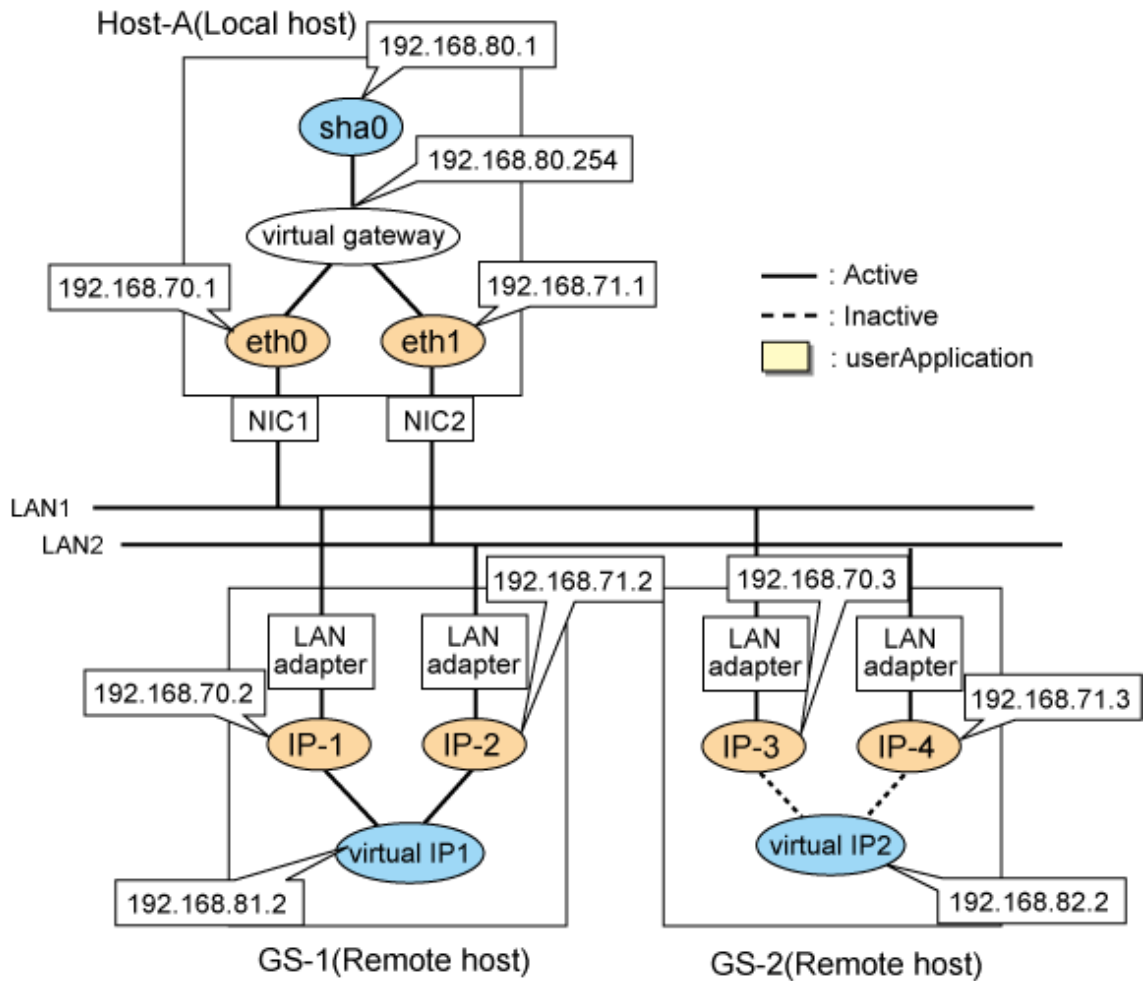 Host-A(Local host)
192.168.80.1
sha0
192.168.80.254
virtual gateway
192.168.70.1
192.168.71.1
eth0
eth1
NIC1
NIC2
: Active
: Inactive
: userApplication
LAN1
LAN2
192.168.71.2
192.168.70.3
LAN
adapter
LAN
adapter
LAN
adapter
LAN
adapter
192.168.70.2
192.168.71.3
IP-1
IP-2
IP-3
IP-4
virtual IP1
virtual IP2
192.168.81.2
192.168.82.2
GS-1(Remote host)
GS-2(Remote host)